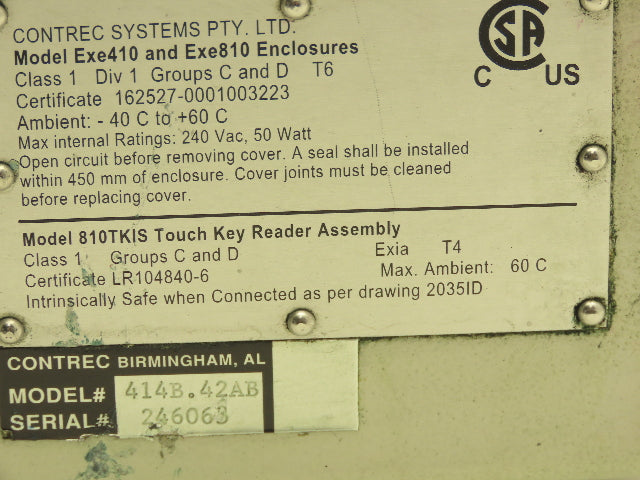 CONTREC SYSTEMS PTY. LTD.
Model Exe410 and Exe810 Enclosures
Class 1 Div 1 Groups C and D T6
Certificate 162527-0001003223
Ambient: - 40 C to +60 C
Max internal Ratings: 240 Vac, 50 Watt
Open circuit before removing cover. A seal shall be installed
within 450 mm of enclosure. Cover joints must be cleaned
before replacing cover.
CSA
C US
Model 810TKIS Touch Key Reader Assembly
Class 1 Groups C and D Exia T4
Certificate LR104840-6 Max. Ambient: 60 C
Intrinsically Safe when Connected as per drawing 2035ID
CONTREC BIRMINGHAM, AL
MODEL# 414B.42AB
SERIAL# 246063